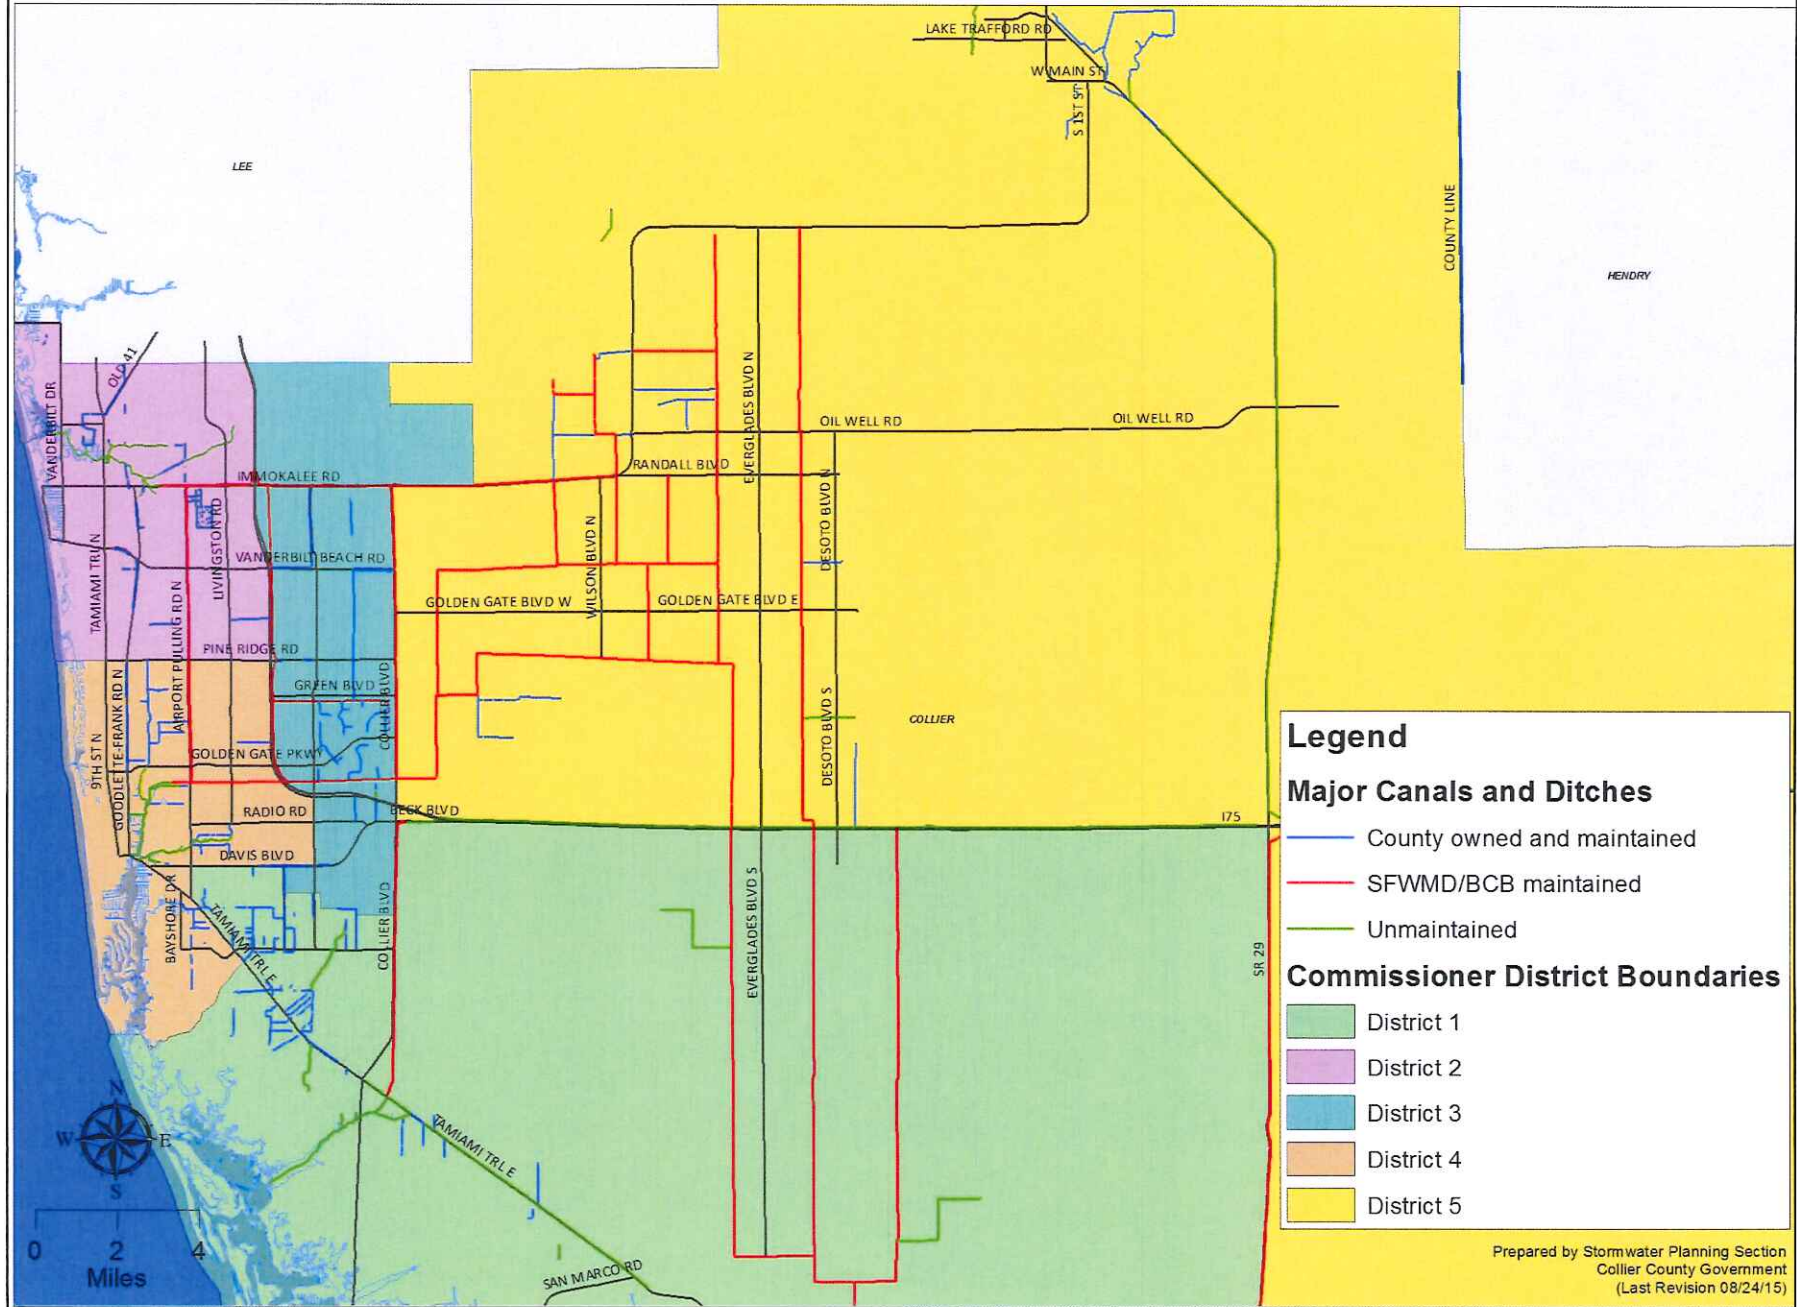 LAKE TRAFFORD RD
W MAIN ST
S 1ST ST
LEE
COUNTY LINE
HENDRY
OLD 41
VANDERBILT DR
EVERGLADES BLVD N
OIL WELL RD
OIL WELL RD
RANDALL BLVD
IMMOKALEE RD
DESOTO BLVD N
LIVINGSTON RD
WILSON BLVD N
TAMIAMI TRL N
VANDERBILT BEACH RD
AIRPORT PULLING RD N
GOLDEN GATE BLVD W
GOLDEN GATE BLVD E
PINE RIDGE RD
GREEN BLVD
COLLIER BLVD
GOODLETTE-FRANK RD N
DESOTO BLVD S
COLLIER
9TH ST N
GOLDEN GATE PKWY
RADIO RD
BECK BLVD
I75
DAVIS BLVD
BAYSHORE DR
TAMIAMI TRL E
COLLIER BLVD
EVERGLADES BLVD S
SR 29
TAMIAMI TRL E
SAN MARCO RD
N
W
E
S
0 2 4
Miles
Legend
Major Canals and Ditches
County owned and maintained
SFWMD/BCB maintained
Unmaintained
Commissioner District Boundaries
District 1
District 2
District 3
District 4
District 5
Prepared by Stormwater Planning Section
Collier County Government
(Last Revision 08/24/15)